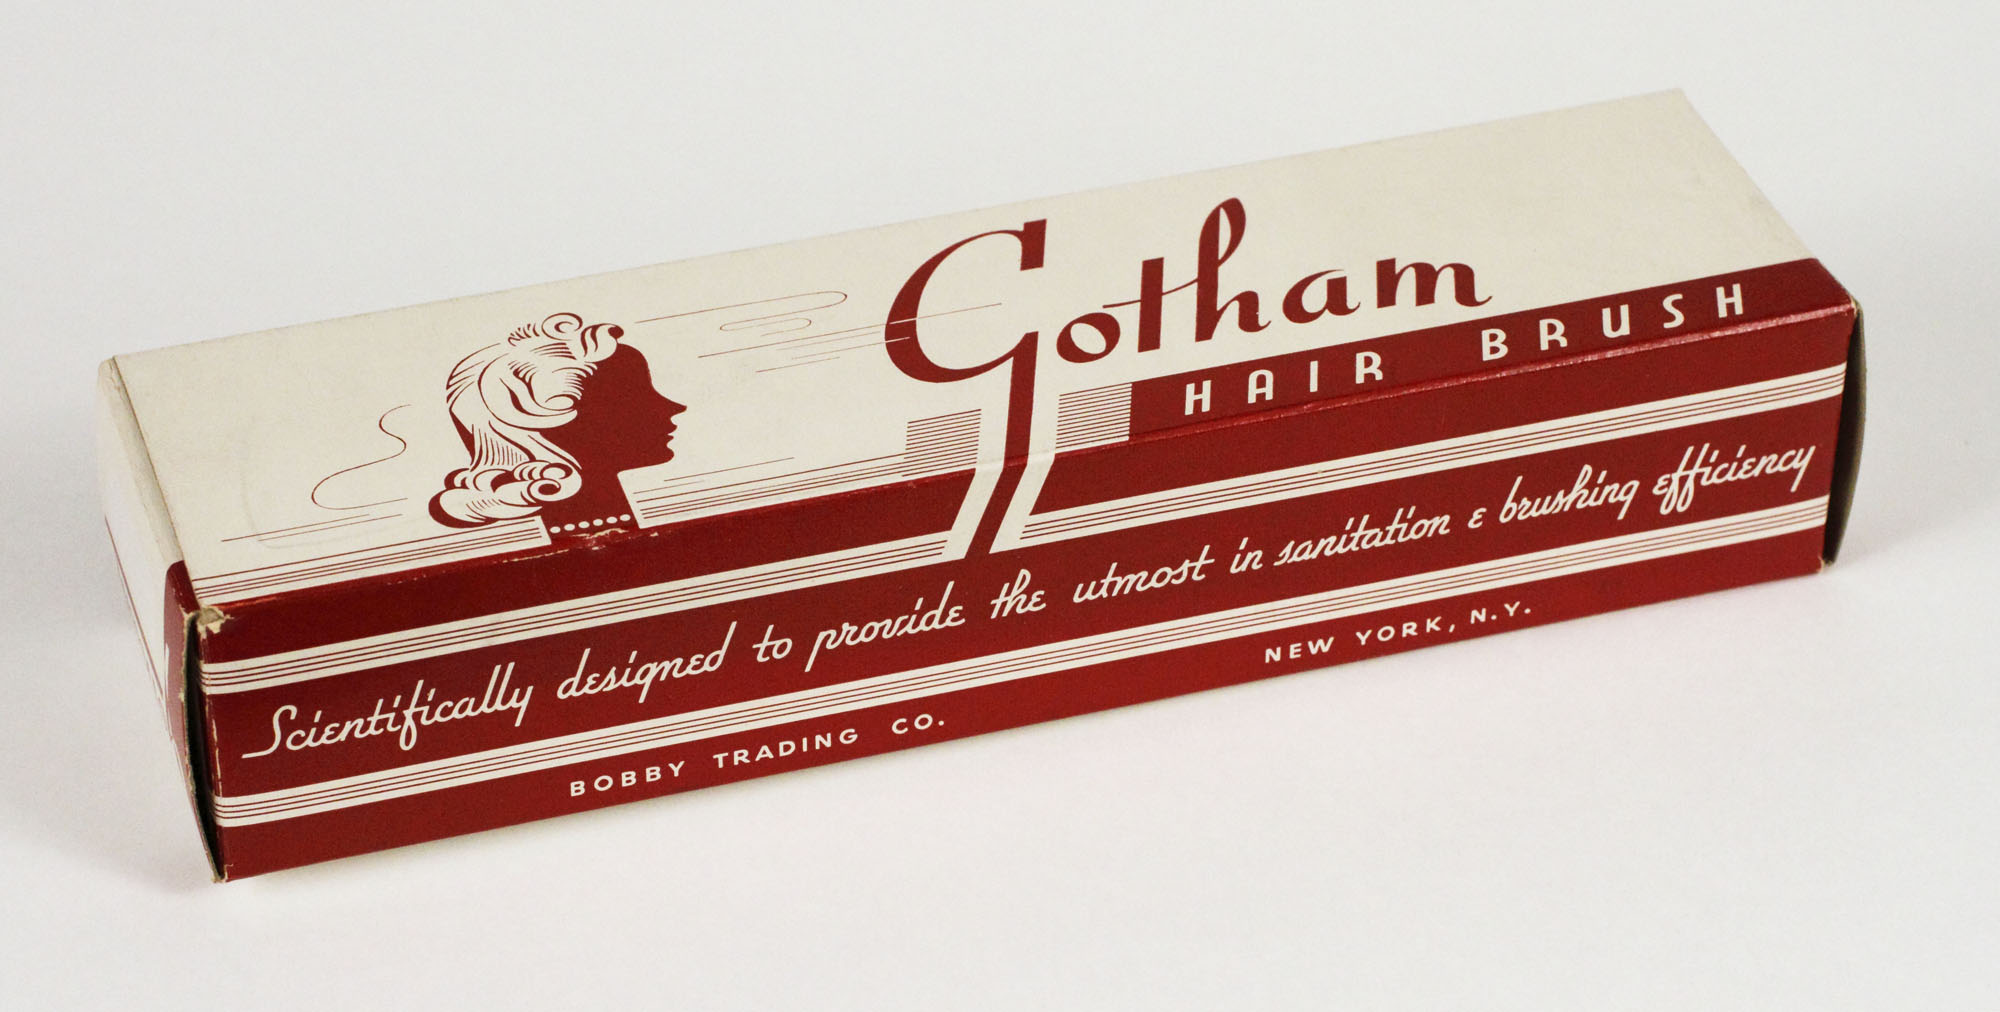 Gotham
HAIR BRUSH
Scientifically designed to provide the utmost in sanitation & brushing efficiency
BOBBY TRADING CO. NEW YORK, N.Y.